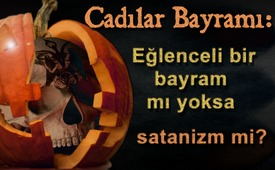 Cadılar Bayramı:
Eğlenceli bir
bayram
mı yoksa
satanizm mi?